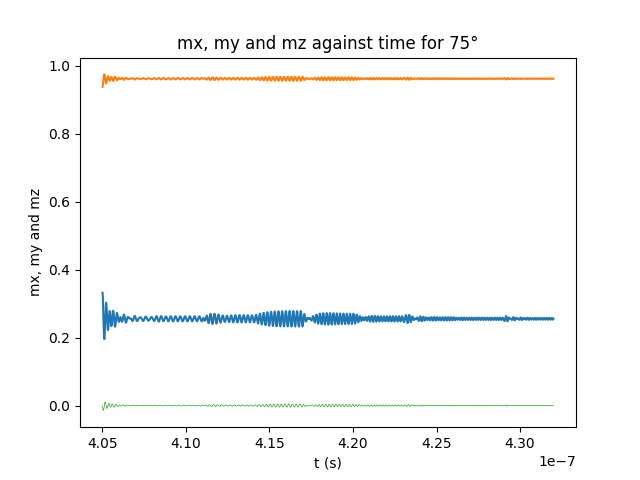 mx, my and mz against time for 75°
mx, my and mz
1.0
0.8
0.6
0.4
0.2
0.0
4.05 4.10 4.15 4.20 4.25 4.30
t (s)
1e−7